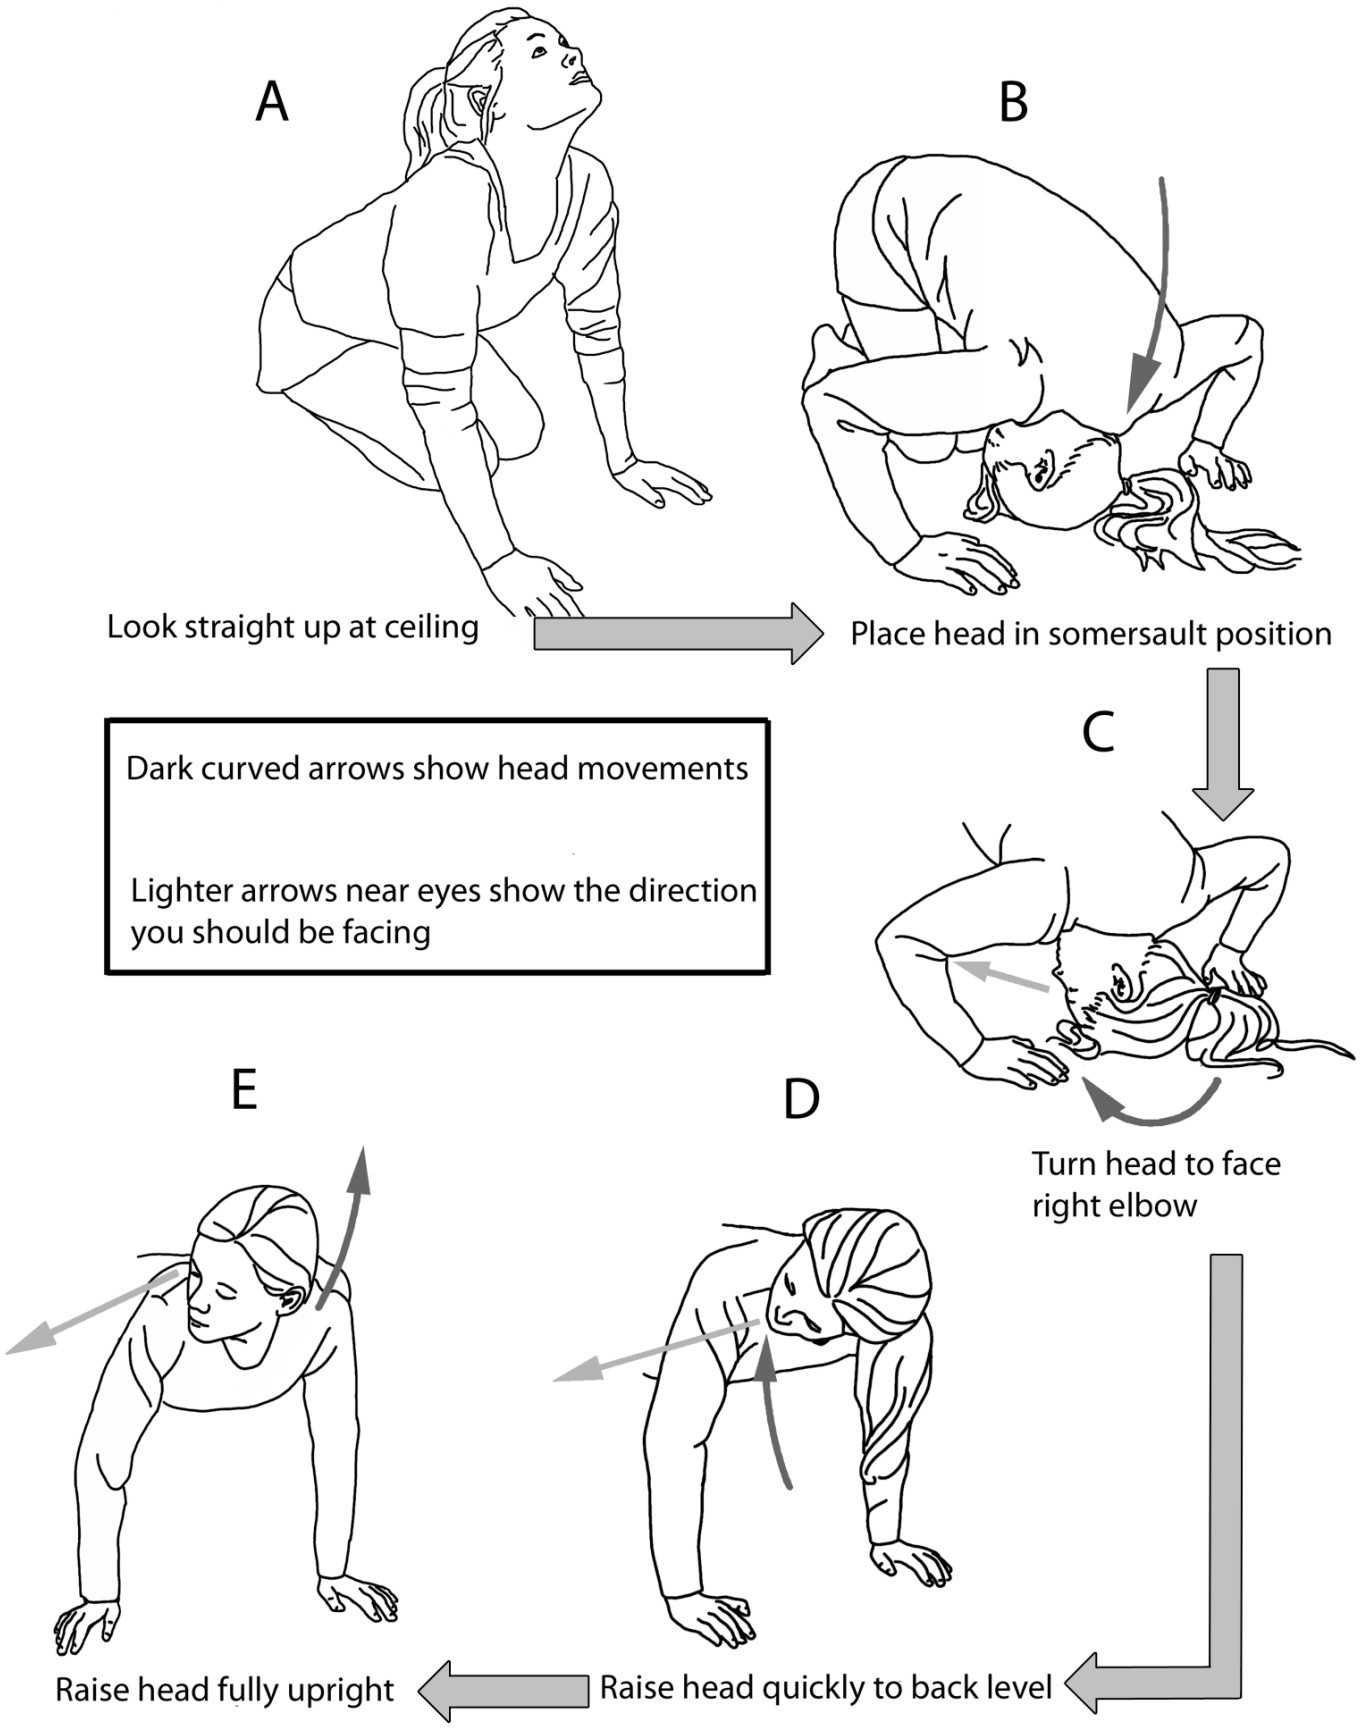 A
Look straight up at ceiling
B
Place head in somersault position
Dark curved arrows show head movements
Lighter arrows near eyes show the direction
you should be facing
C
Turn head to face
right elbow
D
Raise head quickly to back level
E
Raise head fully upright